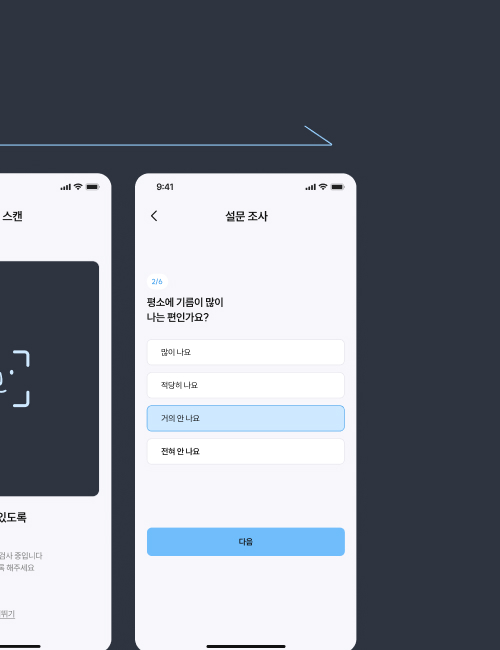 스캔
있도록
검사 중입니다
록 해주세요
뛰기
9:41
설문 조사
2/6
평소에 기름이 많이
나는 편인가요?
많이 나요
적당히 나요
거의 안 나요
전혀 안 나요
다음